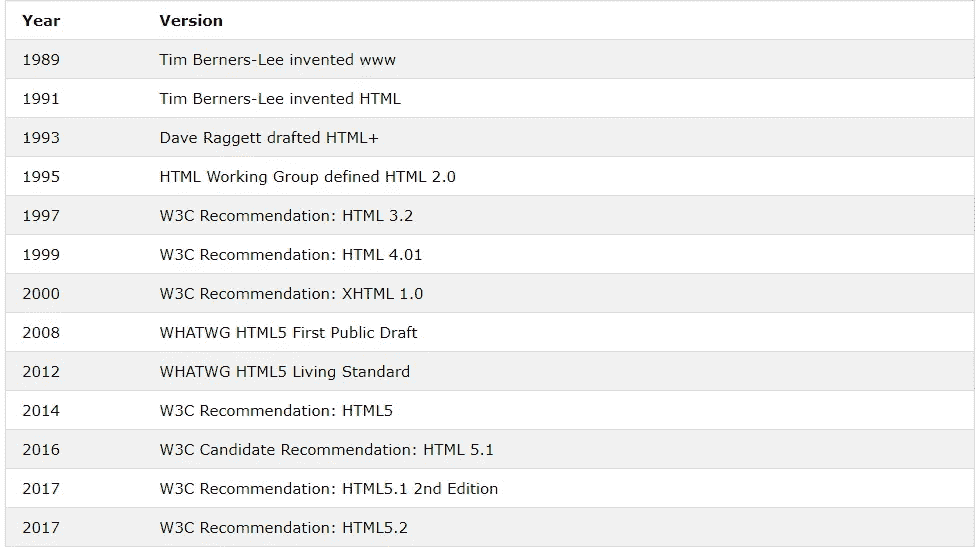 Year Version
1989 Tim Berners-Lee invented www
1991 Tim Berners-Lee invented HTML
1993 Dave Raggett drafted HTML+
1995 HTML Working Group defined HTML 2.0
1997 W3C Recommendation: HTML 3.2
1999 W3C Recommendation: HTML 4.01
2000 W3C Recommendation: XHTML 1.0
2008 WHATWG HTML5 First Public Draft
2012 WHATWG HTML5 Living Standard
2014 W3C Recommendation: HTML5
2016 W3C Candidate Recommendation: HTML 5.1
2017 W3C Recommendation: HTML5.1 2nd Edition
2017 W3C Recommendation: HTML5.2